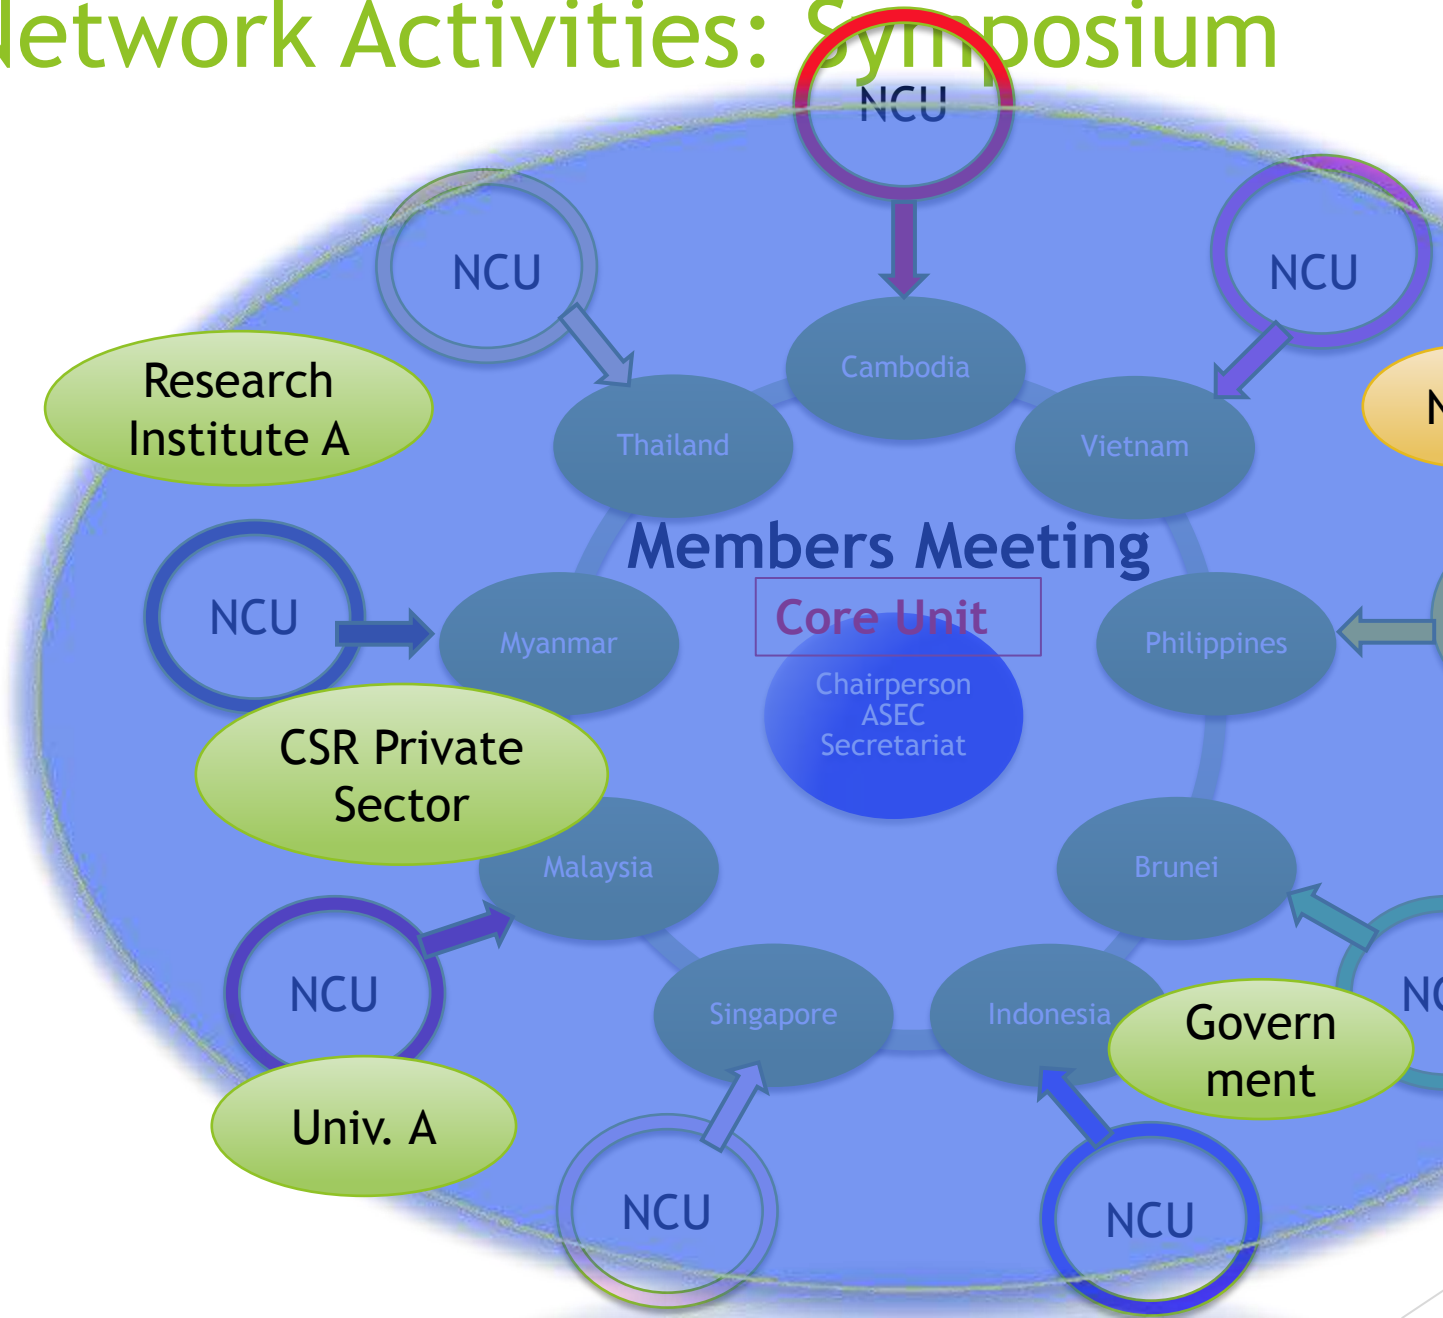 Network Activities: Symposium
NCU
NCU
NCU
Research
Institute A
Cambodia
Thailand
Vietnam
Members Meeting
Core Unit
NCU
Myanmar
Philippines
Chairperson
ASEC
Secretariat
CSR Private
Sector
Malaysia
Brunei
NCU
Singapore
Indonesia
Govern
ment
Univ. A
NCU
NCU